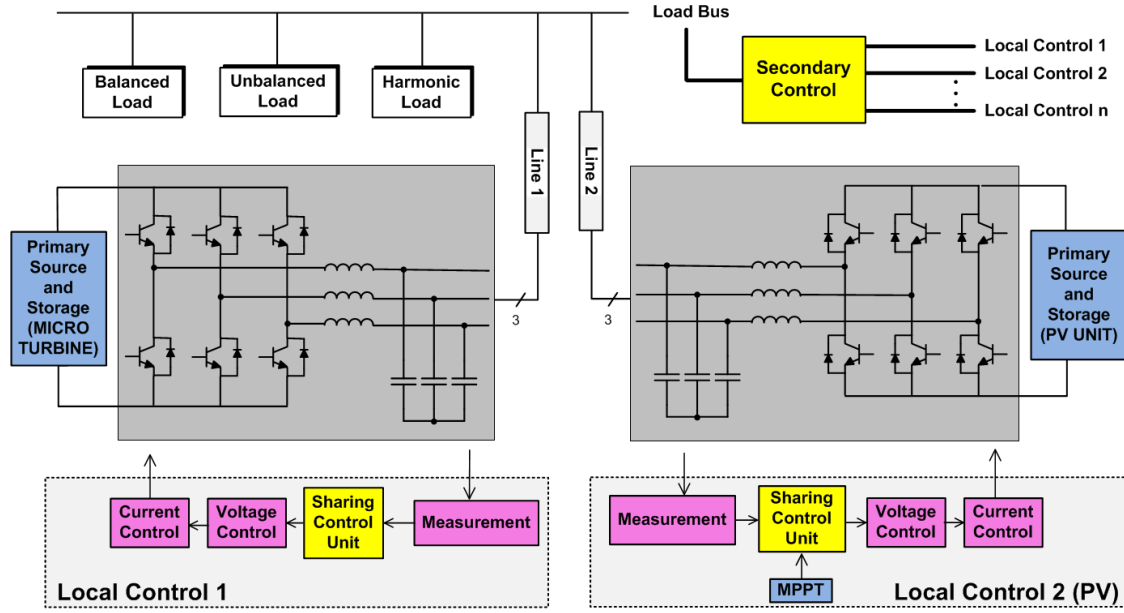 Load Bus
Balanced
Load
Unbalanced
Load
Harmonic
Load
Secondary
Control
Local Control 1
Local Control 2
Local Control n
Line 1
Line 2
Primary
Source
and
Storage
(MICRO
TURBINE)
3
3
Primary
Source
and
Storage
(PV UNIT)
Current
Control
Voltage
Control
Sharing
Control
Unit
Measurement
Local Control 1
Measurement
Sharing
Control
Unit
Voltage
Control
Current
Control
MPPT
Local Control 2 (PV)